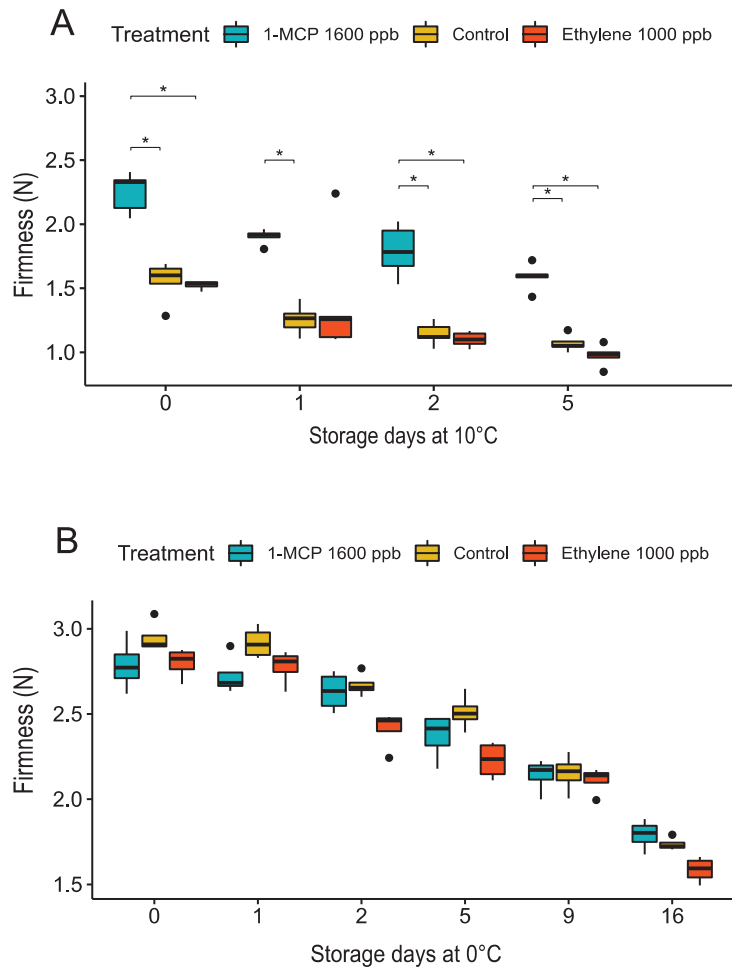 A
Treatment 1-MCP 1600 ppb Control Ethylene 1000 ppb
3.0
2.5
2.0
1.5
1.0
Firmness (N)
*
*
*
*
*
*
*
0 1 2 5
Storage days at 10°C
B
Treatment 1-MCP 1600 ppb Control Ethylene 1000 ppb
3.0
2.5
2.0
1.5
Firmness (N)
0 1 2 5 9 16
Storage days at 0°C